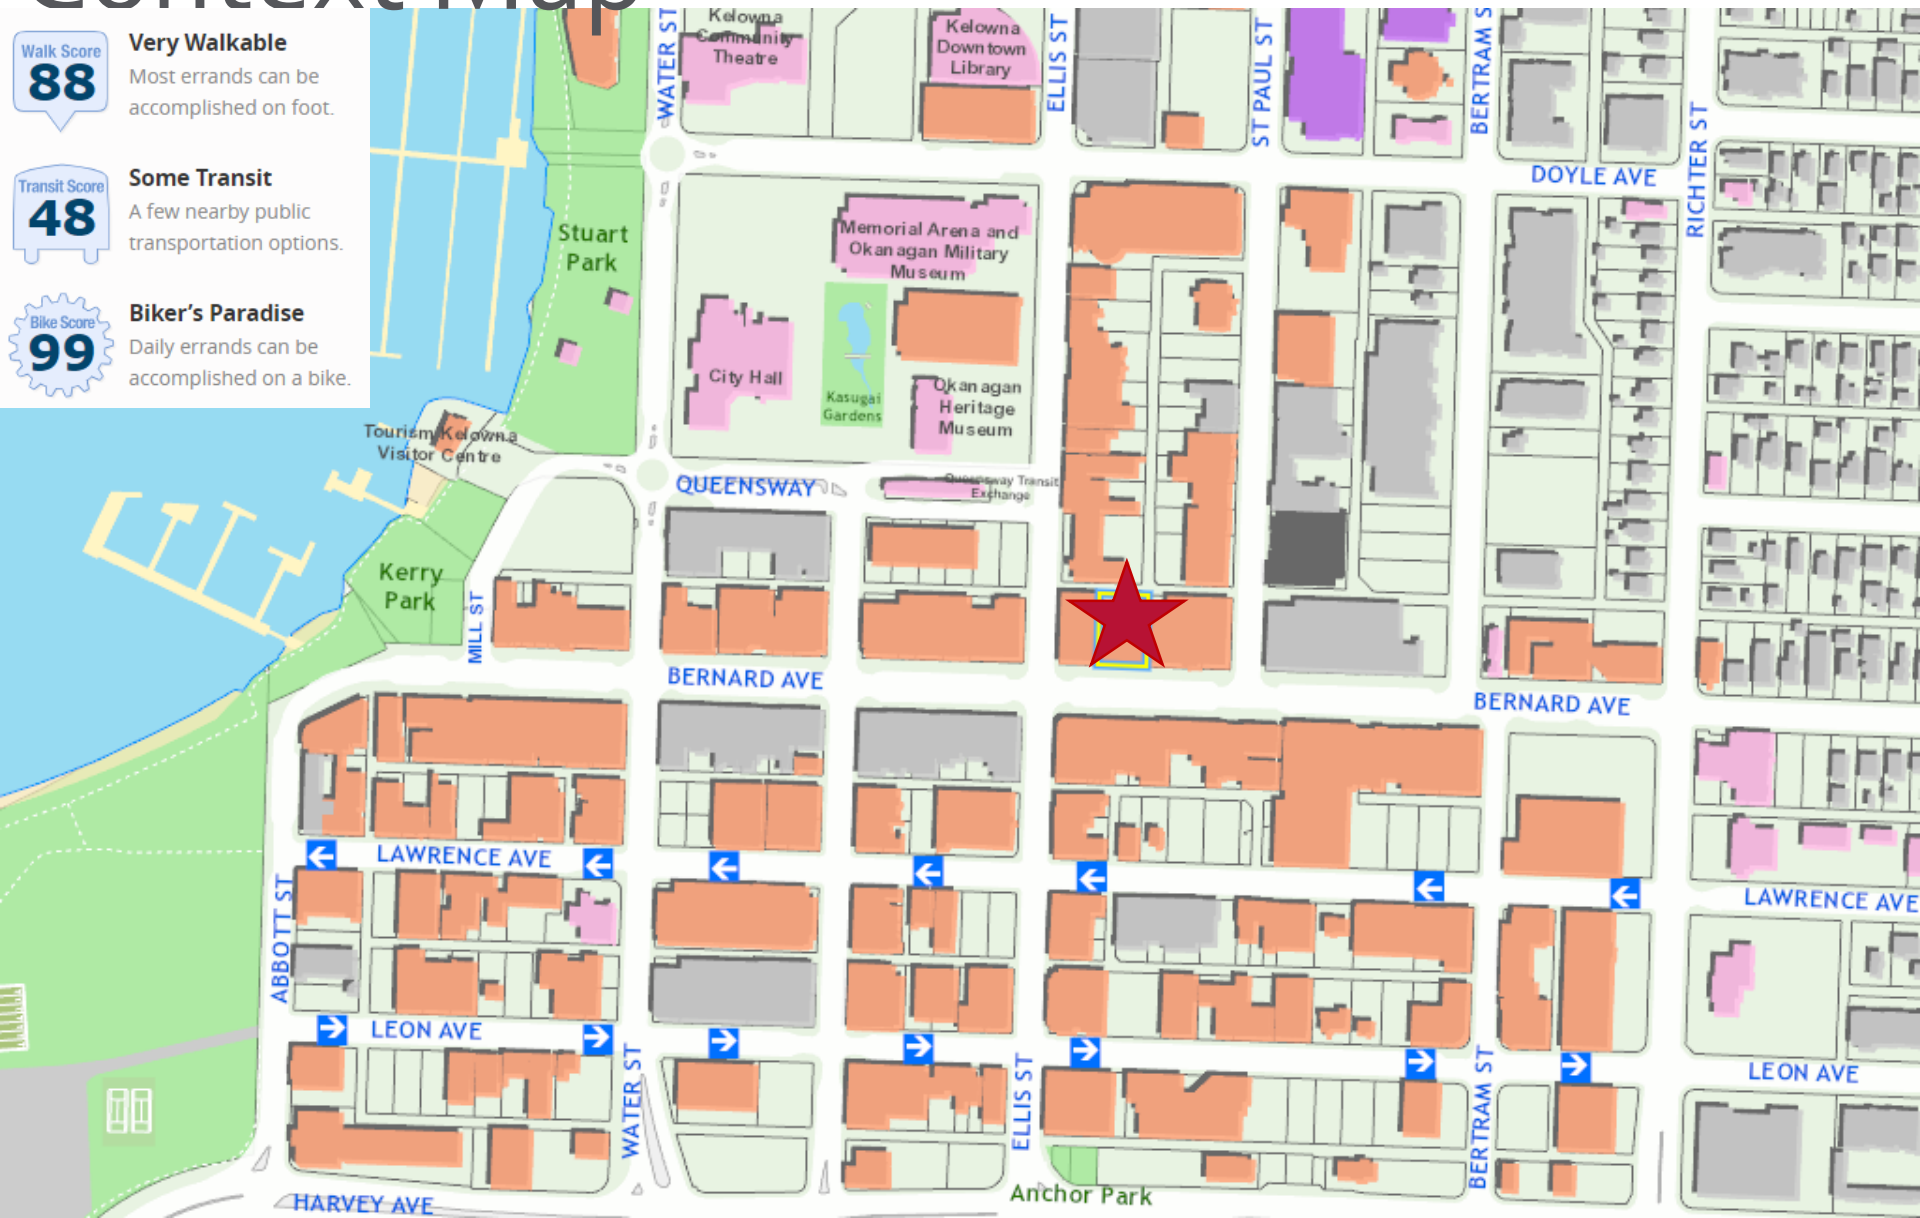 Context Map
Walk Score
88
Very Walkable
Most errands can be
accomplished on foot.
Transit Score
48
Some Transit
A few nearby public
transportation options.
Bike Score
99
Biker's Paradise
Daily errands can be
accomplished on a bike.
WATER ST
Kelowna
Community
Theatre
Kelowna
Downtown
Library
ELLIS ST
ST PAUL ST
BERTRAM S
RICHTER ST
DOYLE AVE
Stuart
Park
Memorial Arena and
Okanagan Military
Museum
City Hall
Kasugai
Gardens
Okanagan
Heritage
Museum
Tourism Kelowna
Visitor Centre
QUEENSWAY
Queensway Transit
Exchange
Kerry
Park
MILL ST
BERNARD AVE
BERNARD AVE
LAWRENCE AVE
LAWRENCE AVE
ABBOTT ST
LEON AVE
LEON AVE
WATER ST
ELLIS ST
BERTRAM ST
Anchor Park
HARVEY AVE